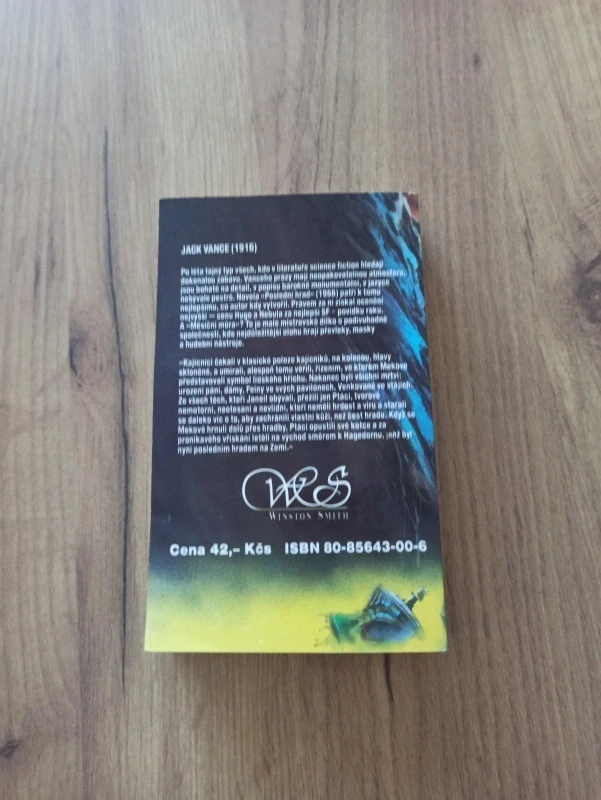 JACK VANCE (1916)
Po léta tajný typ všech, kdo v literatuře science fiction hledají
dokonalou zábavu. Vanceho prózy mají neopakovatelnou atmosféru,
jsou bohaté na detail, v popisu barokně monumentální, v jazyce
nebývale pestré. Novela »Poslední hrad« (1966) patří k tomu
nejlepšímu, co autor kdy vytvořil. Právem za ni získal ocenění
nejvyšší — cenu Hugo a Nebula za nejlepší SF - povídku roku.
A »Měsíční můra«? To je malé mistrovské dílko o podivuhodné
společnosti, kde nejdůležitější úlohu hrají převleky, masky
a hudební nástroje.
»Kajícníci čekali v klasické poloze kajícníků, na kolenou, hlavy
skloněné, a umírali, alespoň tomu věřili, řízením, ve kterém Mekové
představovali symbol lidského hříchu. Nakonec byli všichni mrtví:
urození páni, dámy, Feiny ve svých pavilónech, Venkované ve stájích.
Ze všech těch, kteří Janeil obývali, přežili jen Ptáci, tvorové
nemotorní, neotesaní a nevlídní, kteří neměli hrdost a víru a starali
se daleko víc o to, aby zachránili vlastní kůži, než čest hradu. Když se
Mekové hrnuli dolů přes hradby, Ptáci opustili své kotce a za
pronikavého vřískání letěli na východ směrem k Hagedornu, jenž byl
nyní posledním hradem na Zemi.«
WS
WINSTON SMITH
Cena 42,– Kčs ISBN 80-85643-00-6